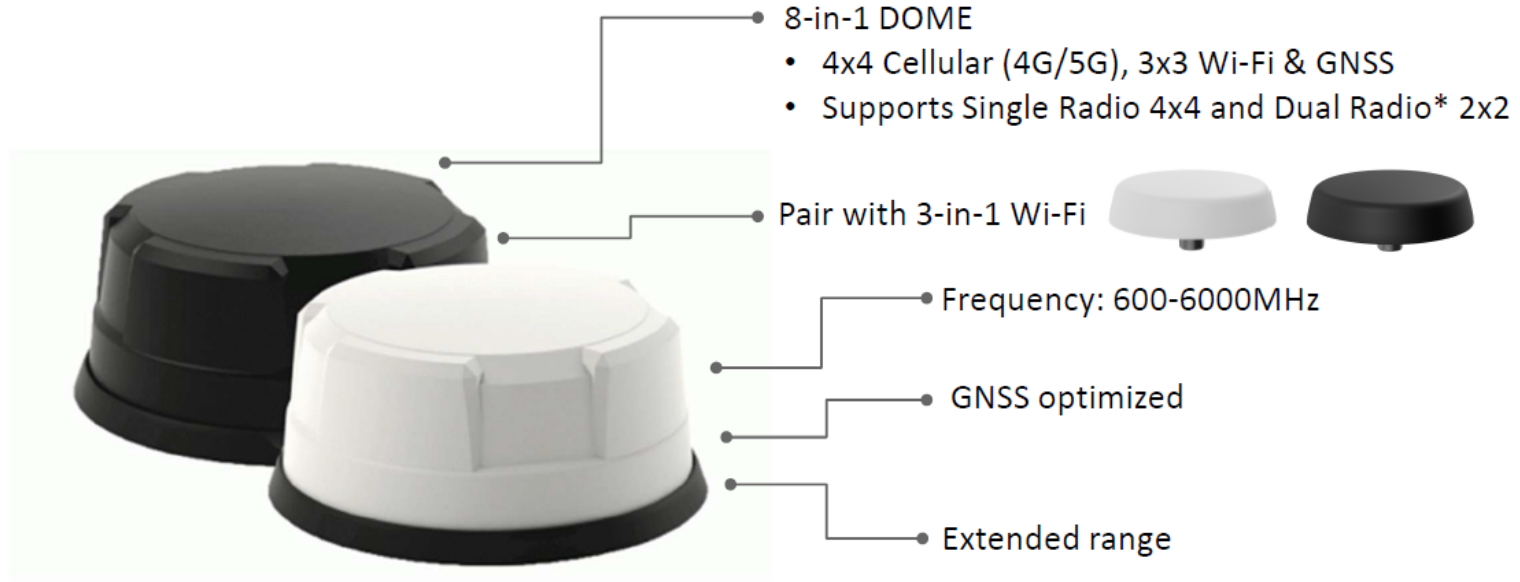 8-in-1 DOME
• 4x4 Cellular (4G/5G), 3x3 Wi-Fi & GNSS
• Supports Single Radio 4x4 and Dual Radio* 2x2
Pair with 3-in-1 Wi-Fi
Frequency: 600-6000MHz
GNSS optimized
Extended range